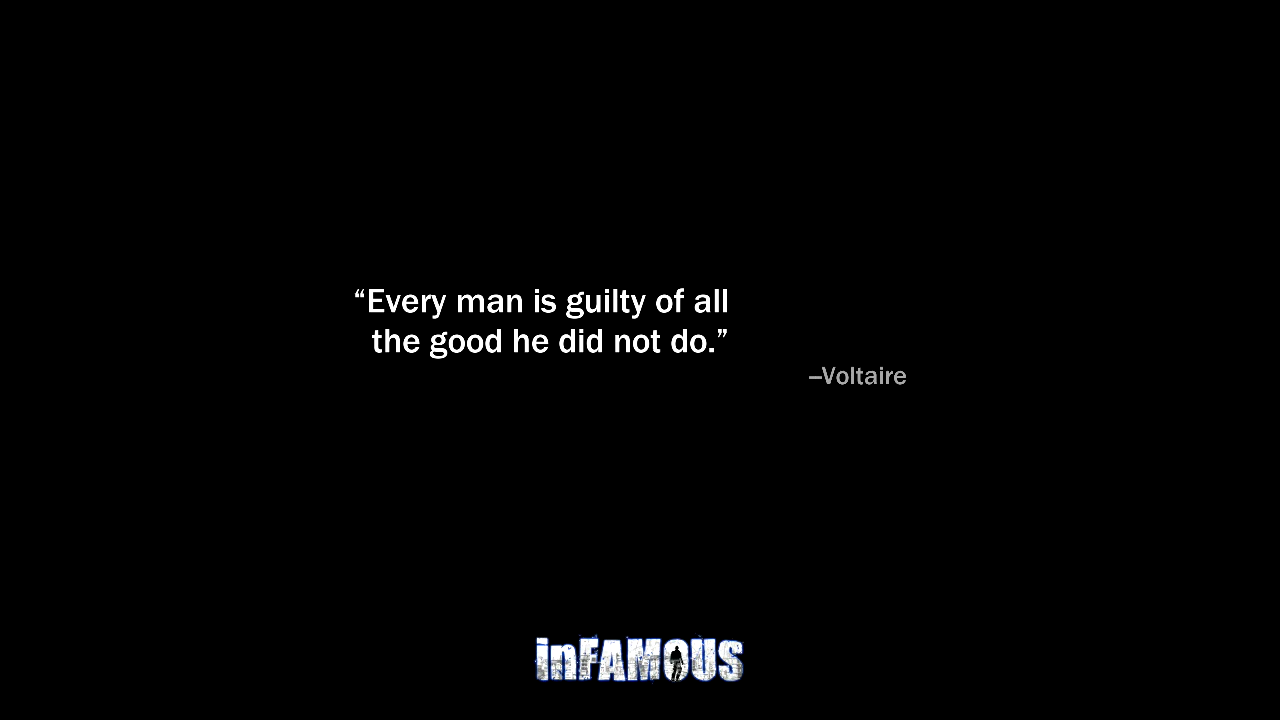 “Every man is guilty of all
the good he did not do.”
–Voltaire
inFAMOUS